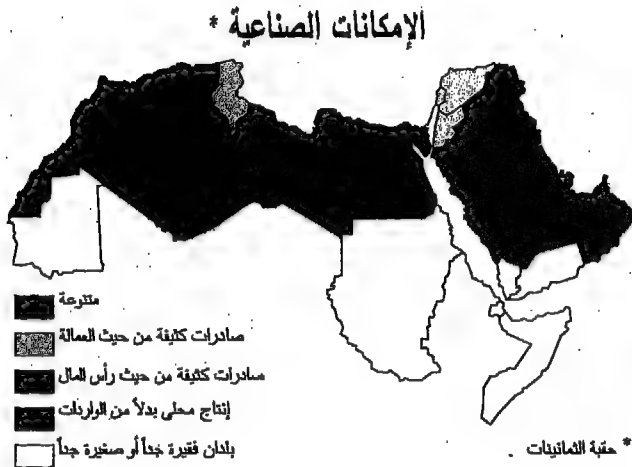 الإمكانات الصناعية *
متنوعة
صادرات كثيفة من حيث العمالة
صادرات كثيفة من حيث رأس المال
إنتاج محلى بدلاً من الواردات
بلدان فقيرة جداً أو صغيرة جداً
* حقبة الثمانينات